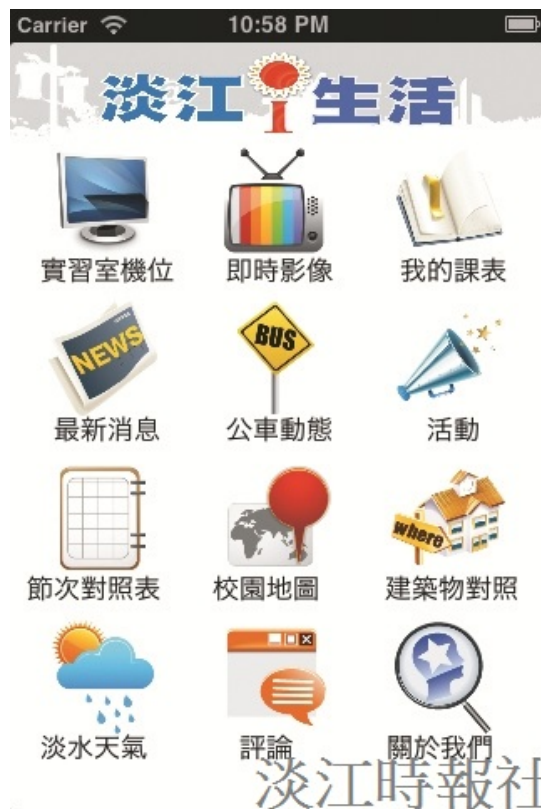 Carrier 10:58 PM
淡江i生活
實習室機位 即時影像 我的課表
NEWS BUS
最新消息 公車動態 活動
where
節次對照表 校園地圖 建築物對照
淡水天氣 評論 關於我們
淡江時報社